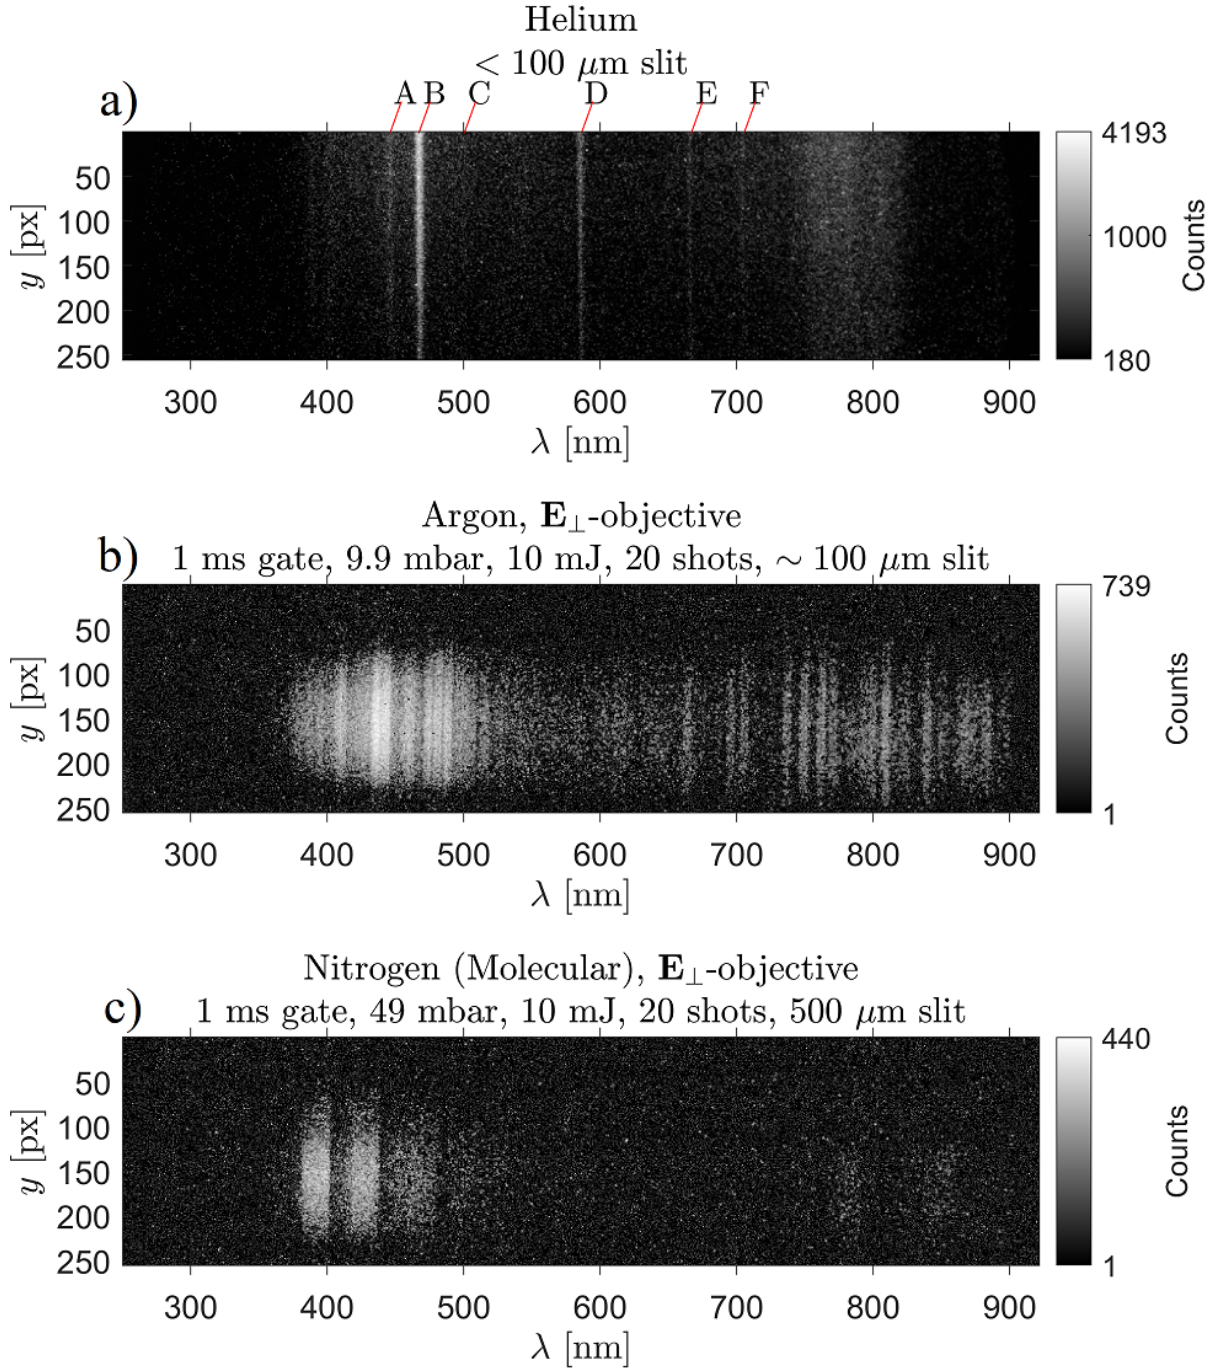 Helium
< 100 μm slit
a)
A B C D E F
4193
1000
180
Counts
50
100
150
200
250
y [px]
300 400 500 600 700 800 900
λ [nm]
Argon, E⊥-objective
b) 1 ms gate, 9.9 mbar, 10 mJ, 20 shots, ~ 100 μm slit
739
1
Counts
50
100
150
200
250
y [px]
300 400 500 600 700 800 900
λ [nm]
Nitrogen (Molecular), E⊥-objective
c) 1 ms gate, 49 mbar, 10 mJ, 20 shots, 500 μm slit
440
1
Counts
50
100
150
200
250
y [px]
300 400 500 600 700 800 900
λ [nm]